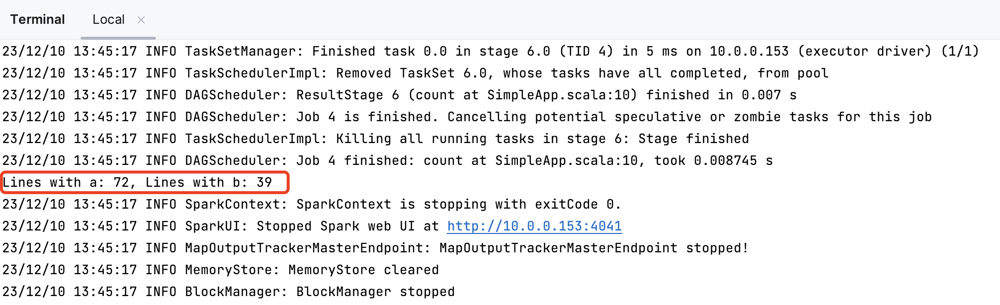 Terminal Local ×
23/12/10 13:45:17 INFO TaskSetManager: Finished task 0.0 in stage 6.0 (TID 4) in 5 ms on 10.0.0.153 (executor driver) (1/1)
23/12/10 13:45:17 INFO TaskSchedulerImpl: Removed TaskSet 6.0, whose tasks have all completed, from pool
23/12/10 13:45:17 INFO DAGScheduler: ResultStage 6 (count at SimpleApp.scala:10) finished in 0.007 s
23/12/10 13:45:17 INFO DAGScheduler: Job 4 is finished. Cancelling potential speculative or zombie tasks for this job
23/12/10 13:45:17 INFO TaskSchedulerImpl: Killing all running tasks in stage 6: Stage finished
23/12/10 13:45:17 INFO DAGScheduler: Job 4 finished: count at SimpleApp.scala:10, took 0.008745 s
Lines with a: 72, Lines with b: 39
23/12/10 13:45:17 INFO SparkContext: SparkContext is stopping with exitCode 0.
23/12/10 13:45:17 INFO SparkUI: Stopped Spark web UI at http://10.0.0.153:4041
23/12/10 13:45:17 INFO MapOutputTrackerMasterEndpoint: MapOutputTrackerMasterEndpoint stopped!
23/12/10 13:45:17 INFO MemoryStore: MemoryStore cleared
23/12/10 13:45:17 INFO BlockManager: BlockManager stopped